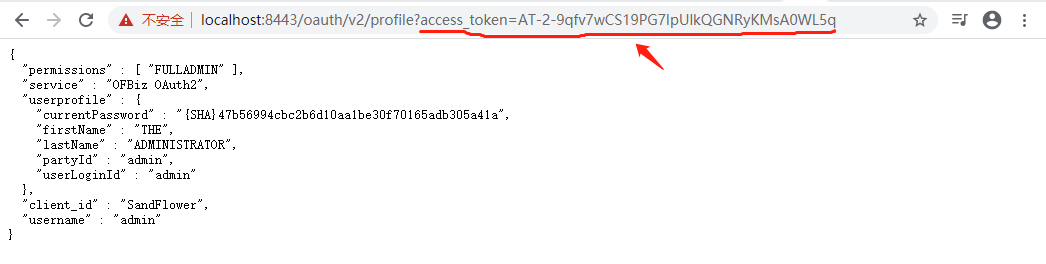 不安全 | localhost:8443/oauth/v2/profile?access_token=AT-2-9qfv7wCS19PG7lpUlkQGNRyKMsA0WL5q
{
"permissions" : [ "FULLADMIN" ],
"service" : "OFBiz OAuth2",
"userprofile" : {
"currentPassword" : "{SHA}47b56994cbc2b6d10aa1be30f70165adb305a41a",
"firstName" : "THE",
"lastName" : "ADMINISTRATOR",
"partyId" : "admin",
"userLoginId" : "admin"
},
"client_id" : "SandFlower",
"username" : "admin"
}